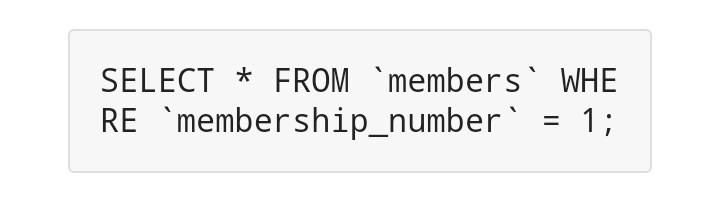 SELECT * FROM `members` WHE
RE `membership_number` = 1;